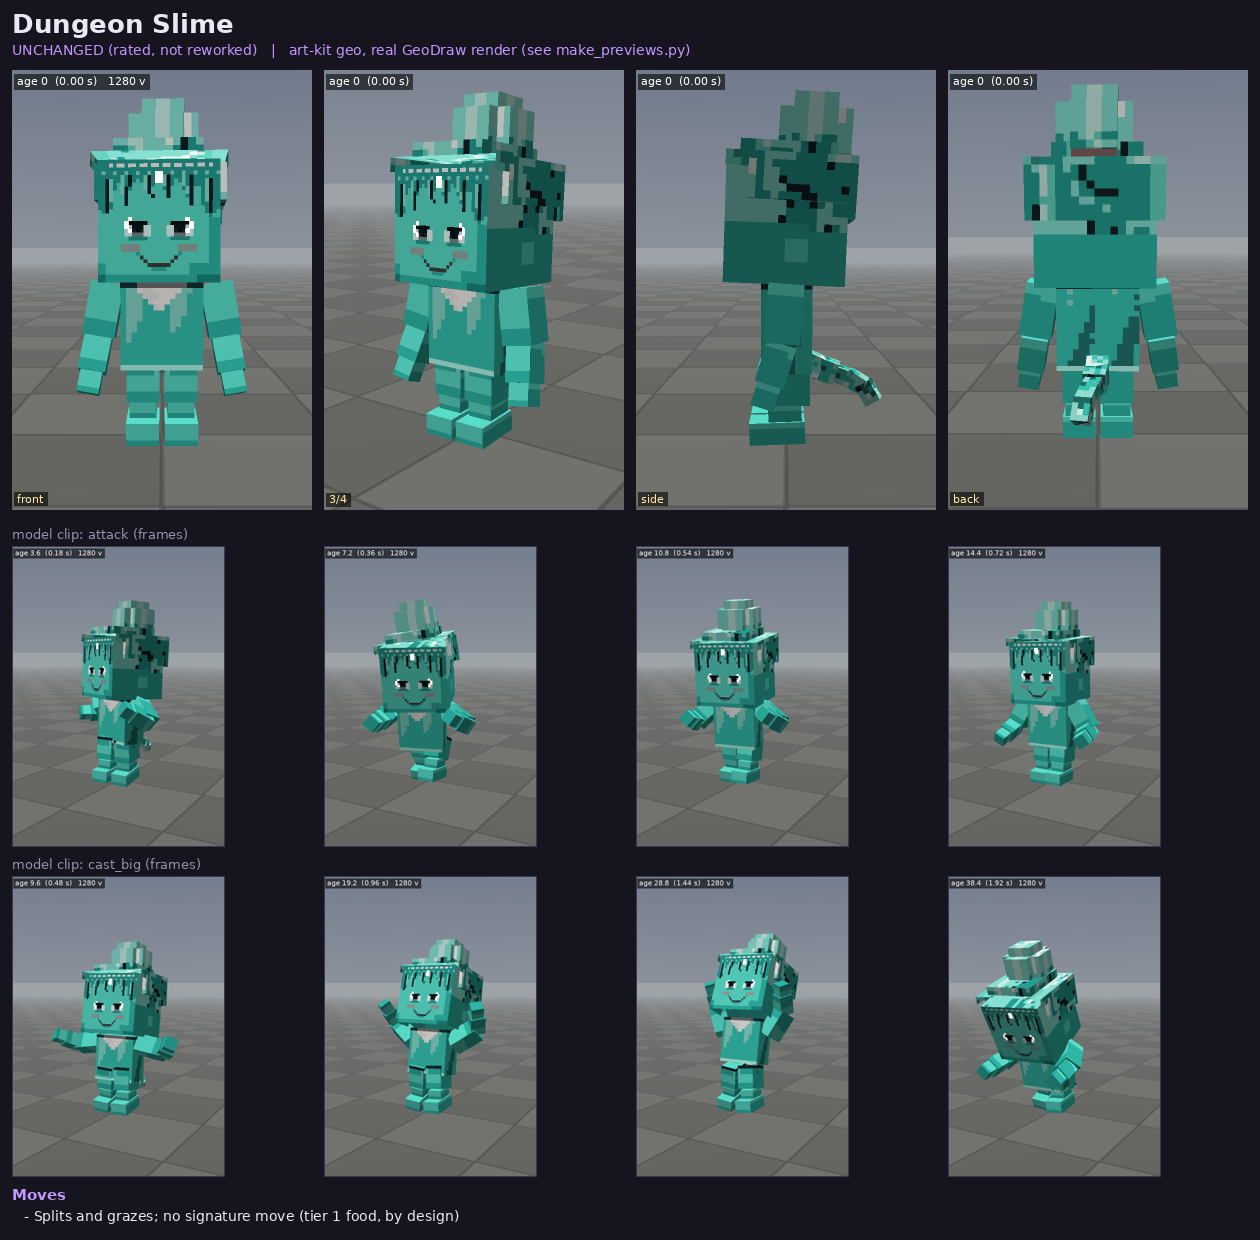 Dungeon Slime
UNCHANGED (rated, not reworked) | art-kit geo, real GeoDraw render (see make_previews.py)
age 0 (0.00 s) 1280 v
age 0 (0.00 s)
age 0 (0.00 s)
age 0 (0.00 s)
front
3/4
side
back
model clip: attack (frames)
age 3.6 (0.18 s) 1280 v
age 7.2 (0.36 s) 1280 v
age 10.8 (0.54 s) 1280 v
age 14.4 (0.72 s) 1280 v
model clip: cast_big (frames)
age 9.6 (0.48 s) 1280 v
age 19.2 (0.96 s) 1280 v
age 28.8 (1.44 s) 1280 v
age 38.4 (1.92 s) 1280 v
Moves
- Splits and grazes; no signature move (tier 1 food, by design)